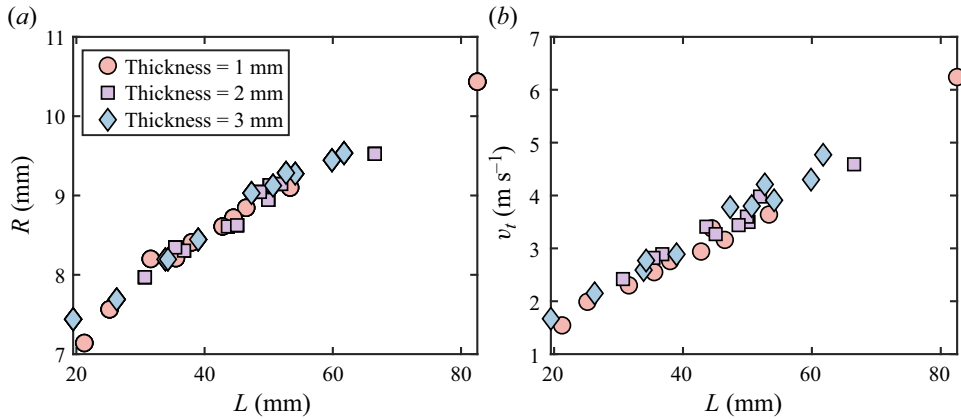 (a)
11
10
9
8
7
R (mm)
Thickness = 1 mm
Thickness = 2 mm
Thickness = 3 mm
20 40 60 80
L (mm)
(b)
7
6
5
4
3
2
1
v_t (m s⁻¹)
20 40 60 80
L (mm)